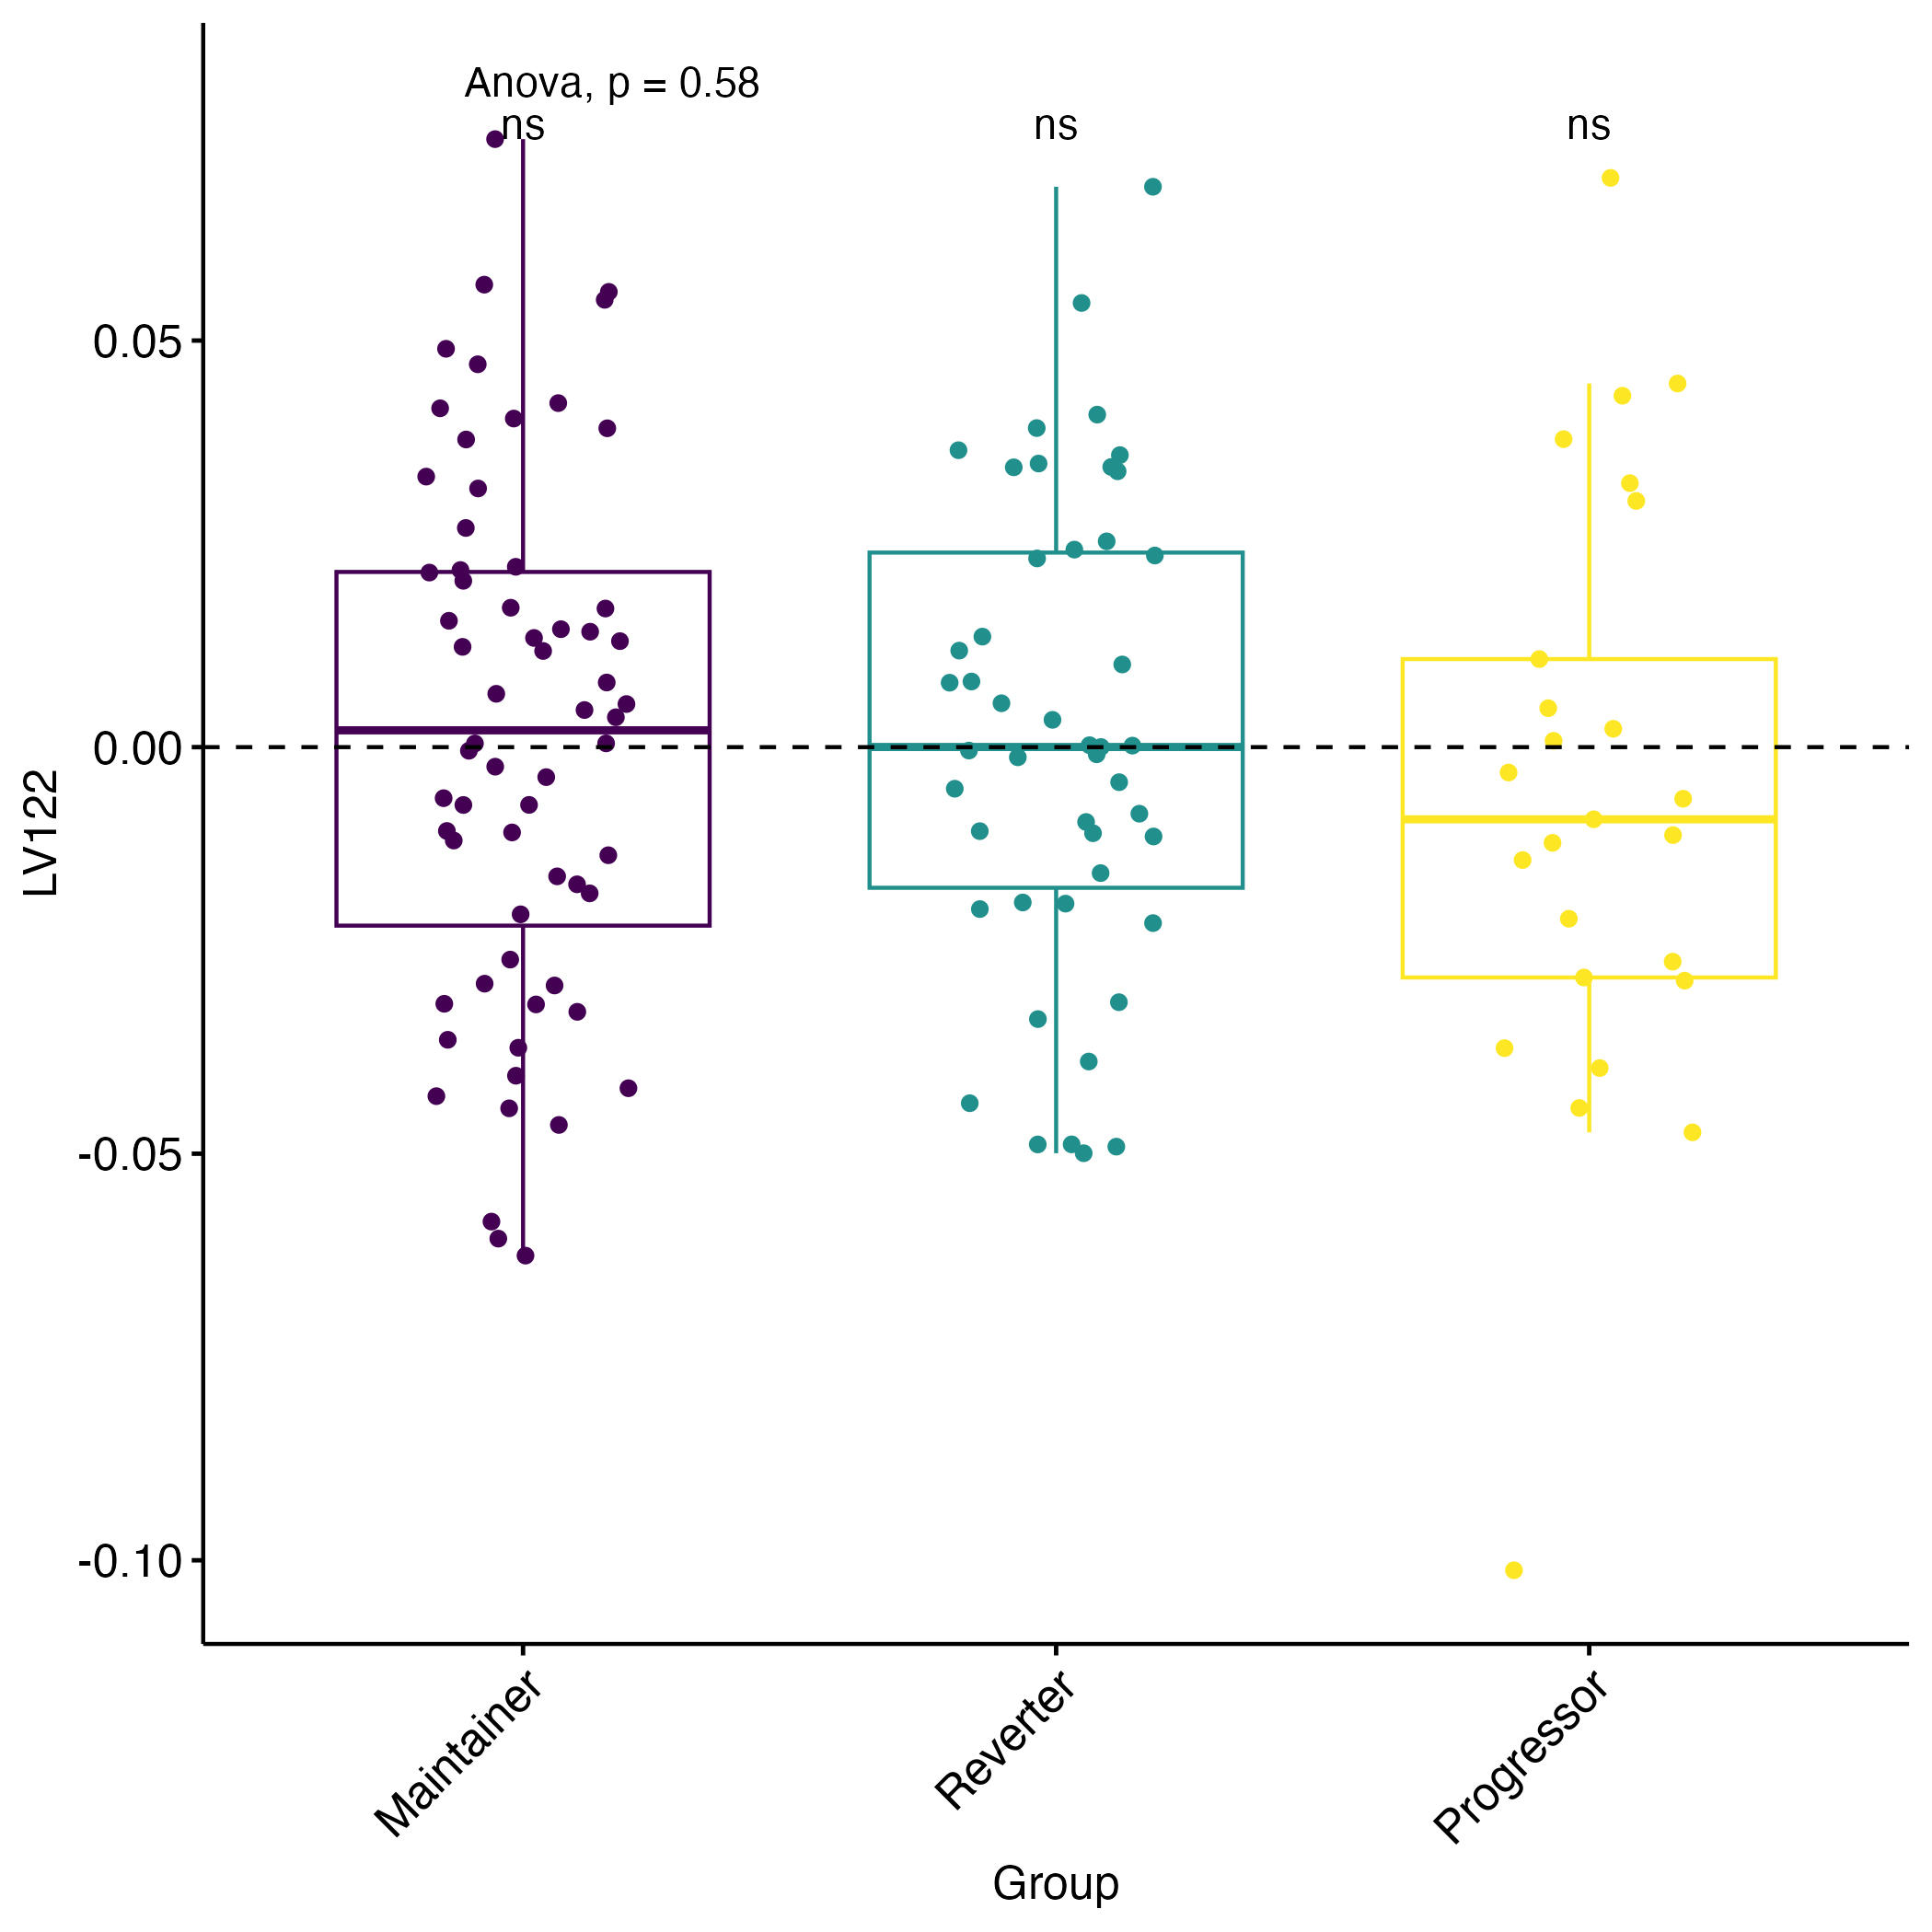 Anova, p = 0.58
ns
ns
ns
0.05
0.00
-0.05
-0.10
LV122
Maintainer
Reverter
Progressor
Group